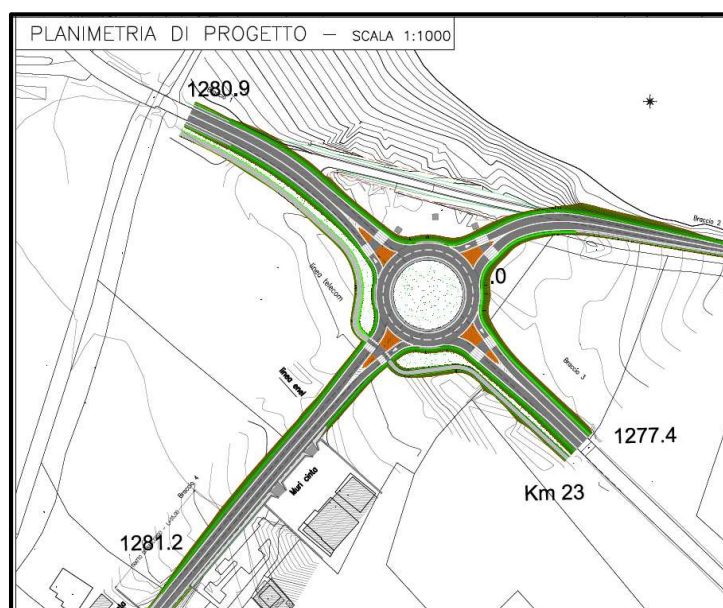 PLANIMETRIA DI PROGETTO – SCALA 1:1000
1280.9
Braccio 2
linea telecom
.0
Braccio 3
linea enel
1277.4
Muri cinta
Km 23
Braccio 4
1281.2